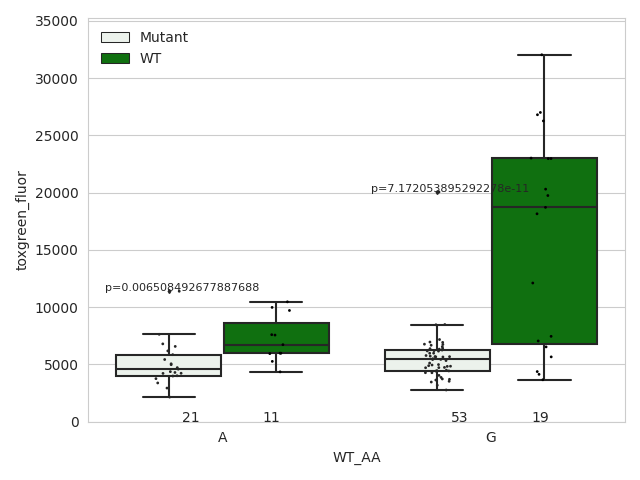 35000
Mutant
WT
30000
25000
20000
p=7.172053895292278e-11
15000
p=0.006508492677887688
10000
5000
0
21
11
53
19
A
G
WT_AA
toxgreen_fluor